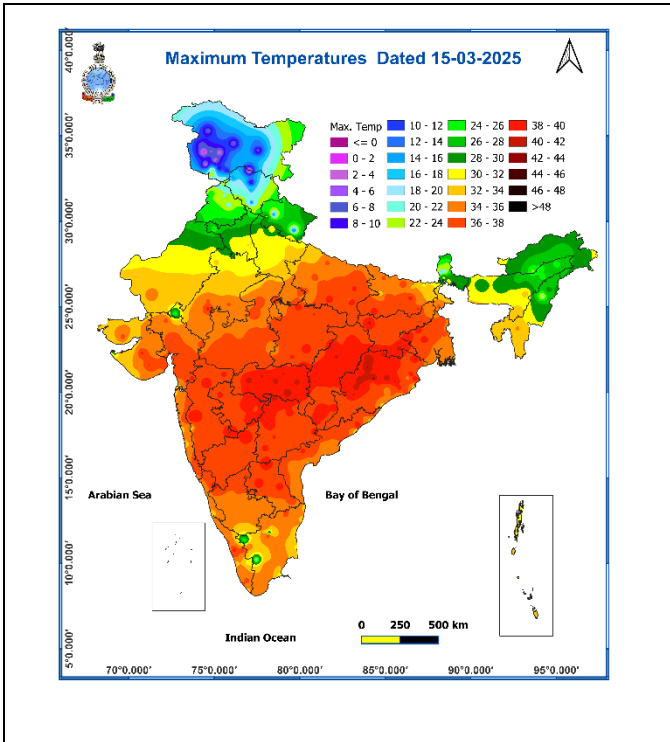 Maximum Temperatures Dated 15-03-2025
Max. Temp
<= 0
0 - 2
2 - 4
4 - 6
6 - 8
8 - 10
10 - 12
12 - 14
14 - 16
16 - 18
18 - 20
20 - 22
22 - 24
24 - 26
26 - 28
28 - 30
30 - 32
32 - 34
34 - 36
36 - 38
38 - 40
40 - 42
42 - 44
44 - 46
46 - 48
>48
40°0.000'
35°0.000'
30°0.000'
25°0.000'
20°0.000'
15°0.000'
10°0.000'
5°0.000'
Arabian Sea
Bay of Bengal
Indian Ocean
0 250 500 km
70°0.000' 75°0.000' 80°0.000' 85°0.000' 90°0.000' 95°0.000'